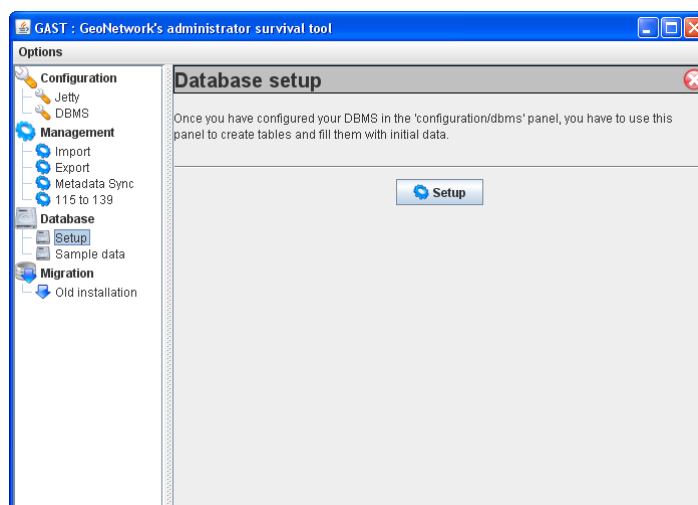 GAST : GeoNetwork's administrator survival tool
Options
Configuration
Jetty
DBMS
Management
Import
Export
Metadata Sync
115 to 139
Database
Setup
Sample data
Migration
Old installation
Database setup
Once you have configured your DBMS in the 'configuration/dbms' panel, you have to use this
panel to create tables and fill them with initial data.
Setup